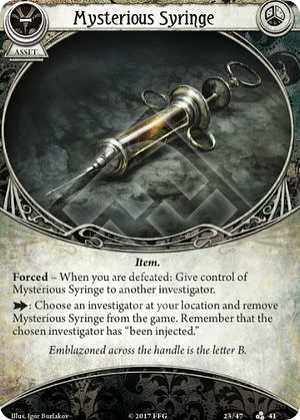 Mysterious Syringe
ASSET
Item.
Forced – When you are defeated: Give control of
Mysterious Syringe to another investigator.
: Choose an investigator at your location and remove
Mysterious Syringe from the game. Remember that the
chosen investigator has “been injected.”
Emblazoned across the handle is the letter B.
Illus. Igor Burlakov © 2017 FFG 23/47 41